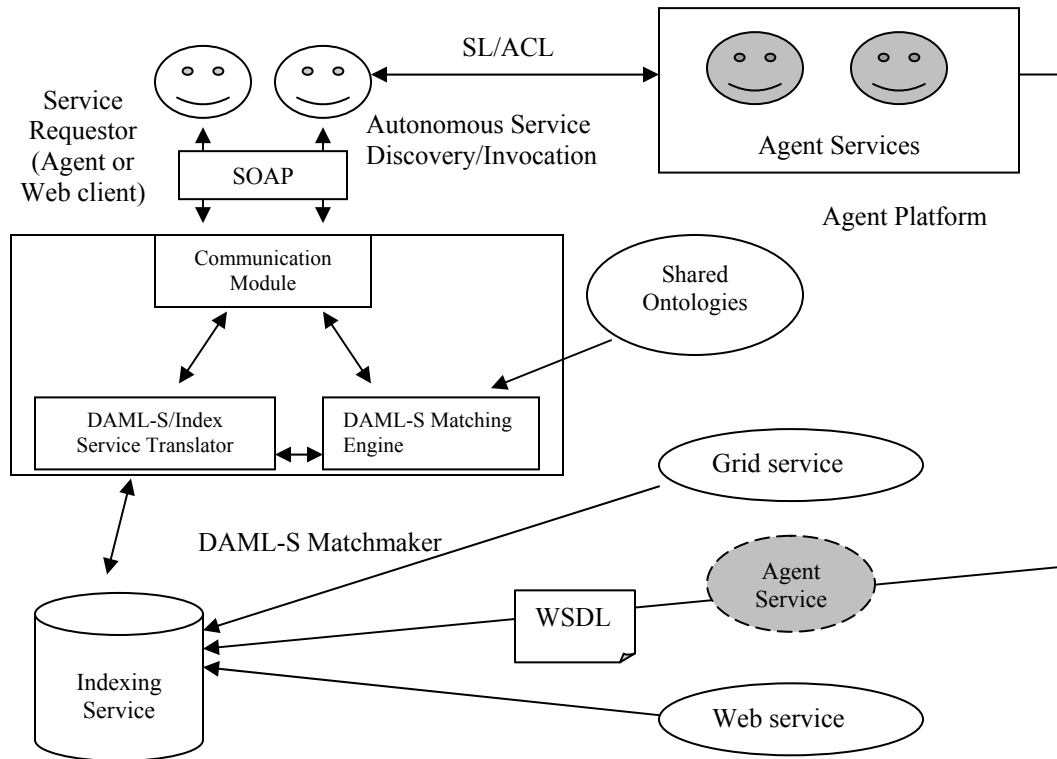 SL/ACL
Service
Requestor
(Agent or
Web client)
Autonomous Service
Discovery/Invocation
SOAP
Agent Services
Agent Platform
Communication
Module
Shared
Ontologies
DAML-S/Index
Service Translator
DAML-S Matching
Engine
Grid service
DAML-S Matchmaker
Agent
Service
WSDL
Indexing
Service
Web service